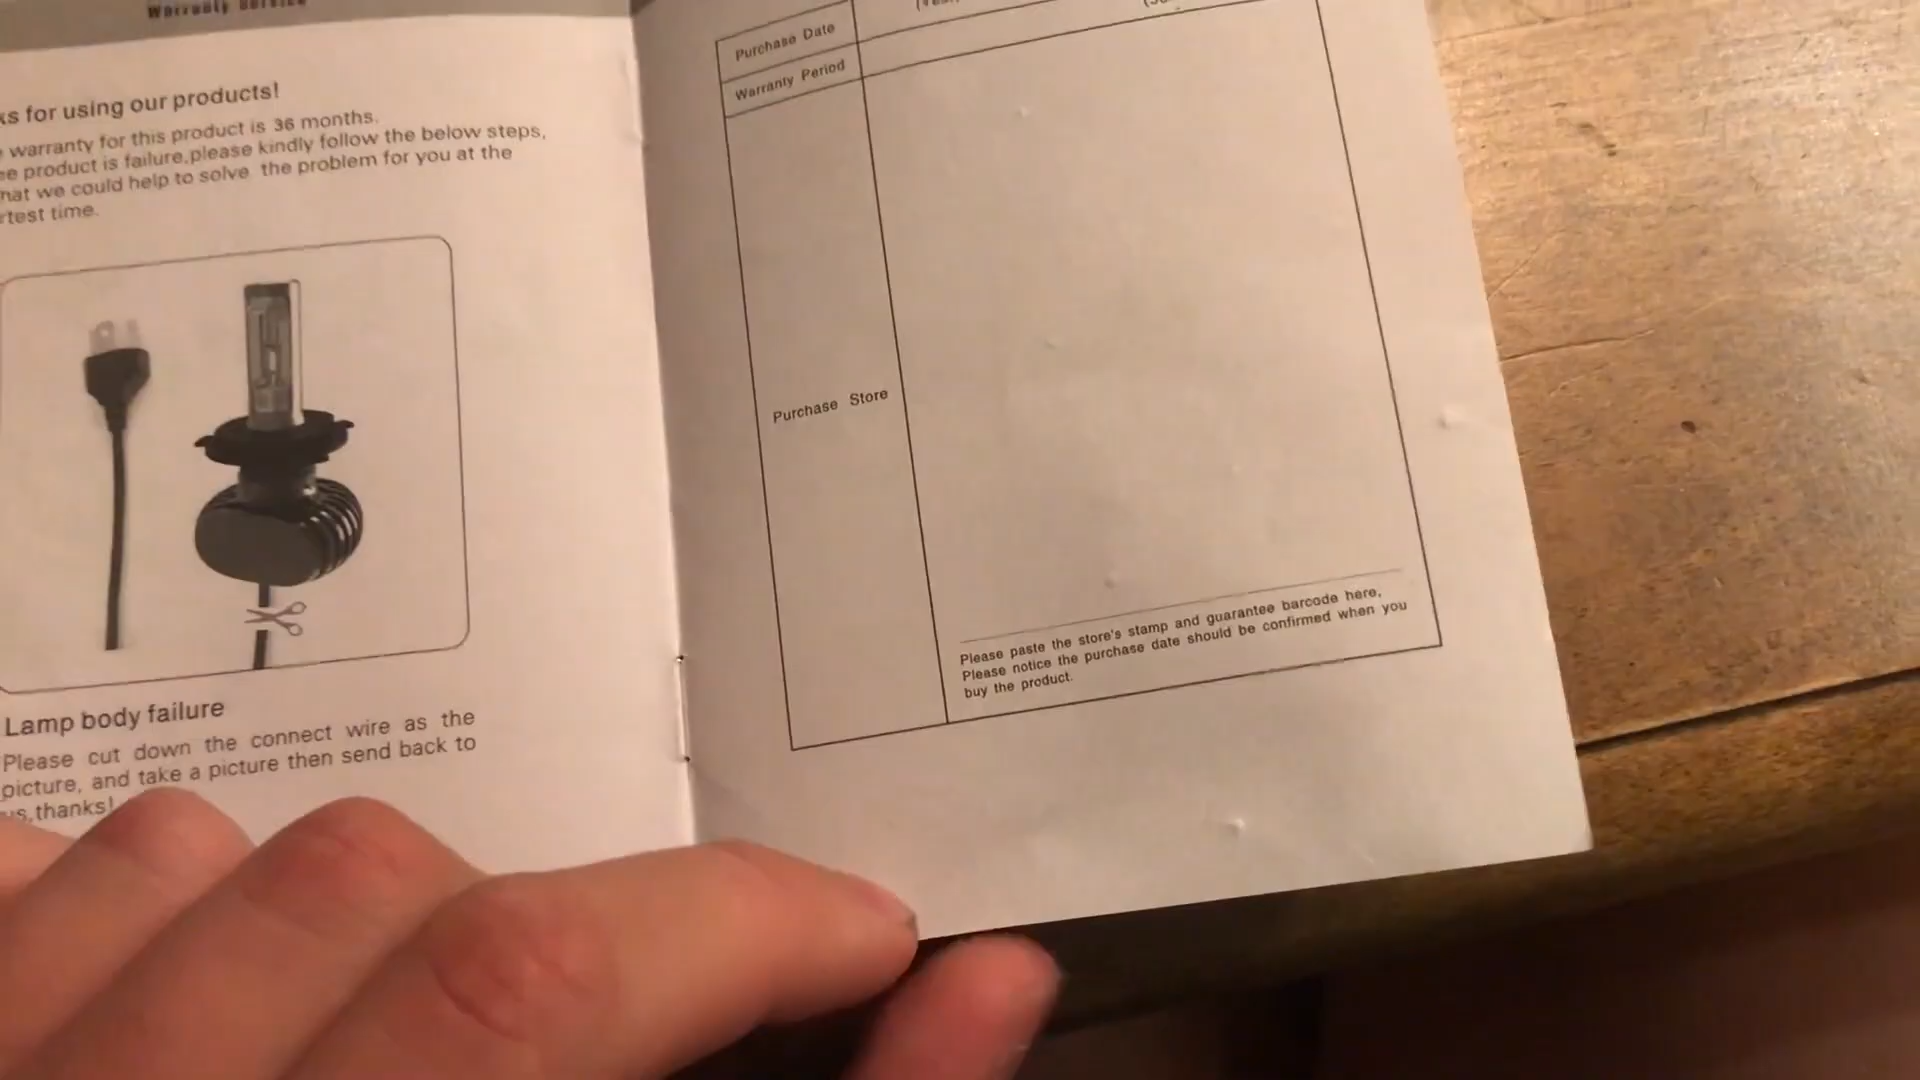 Warranty Service
for using our products!
warranty for this product is 36 months.
product is failure,please kindly follow the below steps,
we could help to solve the problem for you at the
time.
Lamp body failure
Please cut down the connect wire as the
picture, and take a picture then send back to
us,thanks!
Purchase Date
Warranty Period
Purchase Store
Please paste the store's stamp and guarantee barcode here,
Please notice the purchase date should be confirmed when you
buy the product.